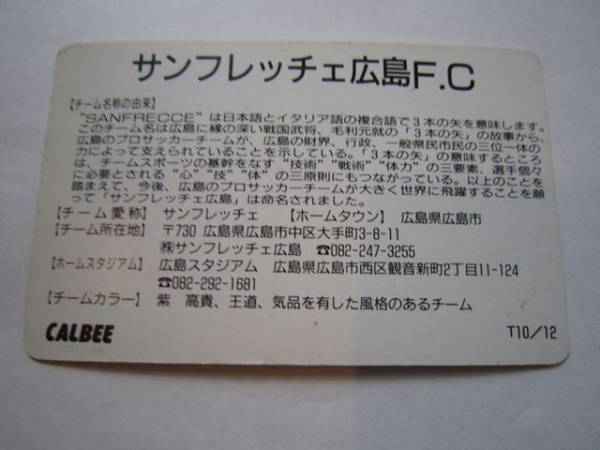 サンフレッチェ広島F.C
【チーム名称の由来】
"SANFRECCE"は日本語とイタリア語の複合語で3本の矢を意味します。
このチーム名は広島に縁の深い戦国武将、毛利元就の「3本の矢」の故事から、
広島のプロサッカーチームが、広島の財界、行政、一般県民市民の三位一体の
力によって支えられていることを示している。「3本の矢」の意味するところ
は、チームスポーツの基幹をなす"技術""戦術""体力"の三要素、選手個々
に必要とされる"心""技""体"の三原則にもつながっている。以上のことを
踏まえて、今後、広島のプロサッカーチームが大きく世界に飛躍することを願
って「サンフレッチェ広島」は命名されました。
【チーム愛称】 サンフレッチェ 【ホームタウン】 広島県広島市
【チーム所在地】 〒730 広島県広島市中区大手町3-8-11
㈱サンフレッチェ広島 ☎082-247-3255
【ホームスタジアム】 広島スタジアム 広島県広島市西区観音新町2丁目11-124
☎082-292-1681
【チームカラー】 紫 高貴、王道、気品を有した風格のあるチーム
CALBEE T10/12